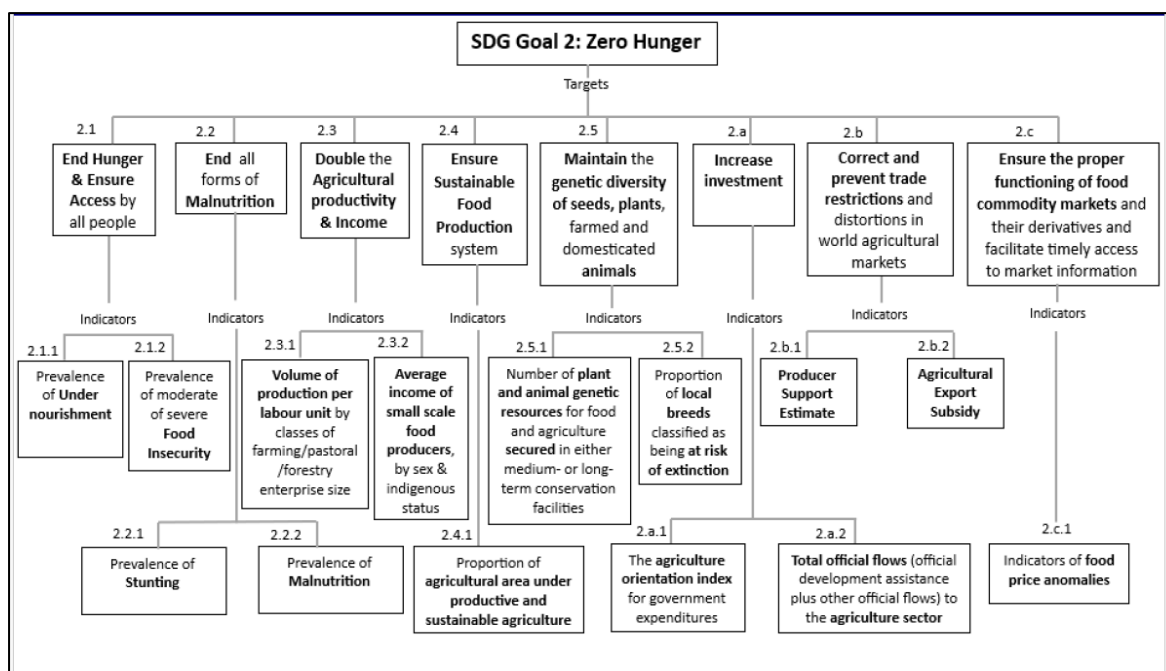 SDG Goal 2: Zero Hunger
Targets
2.1
End Hunger
& Ensure
Access by
all people
2.2
End all
forms of
Malnutrition
2.3
Double the
Agricultural
productivity
& Income
2.4
Ensure
Sustainable
Food
Production
system
2.5
Maintain the
genetic diversity
of seeds, plants,
farmed and
domesticated
animals
2.a
Increase
investment
2.b
Correct and
prevent trade
restrictions and
distortions in
world agricultural
markets
2.c
Ensure the proper
functioning of food
commodity markets and
their derivatives and
facilitate timely access
to market information
Indicators
Indicators
Indicators
Indicators
Indicators
Indicators
Indicators
Indicators
2.1.1
Prevalence
of Under
nourishment
2.1.2
Prevalence
of moderate
of severe
Food
Insecurity
2.3.1
Volume of
production per
labour unit by
classes of
farming/pastoral
/forestry
enterprise size
2.3.2
Average
income of
small scale
food
producers,
by sex &
indigenous
status
2.5.1
Number of plant
and animal genetic
resources for food
and agriculture
secured in either
medium- or long-
term conservation
facilities
2.5.2
Proportion
of local
breeds
classified as
being at risk
of extinction
2.b.1
Producer
Support
Estimate
2.b.2
Agricultural
Export
Subsidy
2.2.1
Prevalence of
Stunting
2.2.2
Prevalence of
Malnutrition
2.4.1
Proportion of
agricultural area under
productive and
sustainable agriculture
2.a.1
The agriculture
orientation index
for government
expenditures
2.a.2
Total official flows (official
development assistance
plus other official flows) to
the agriculture sector
2.c.1
Indicators of food
price anomalies